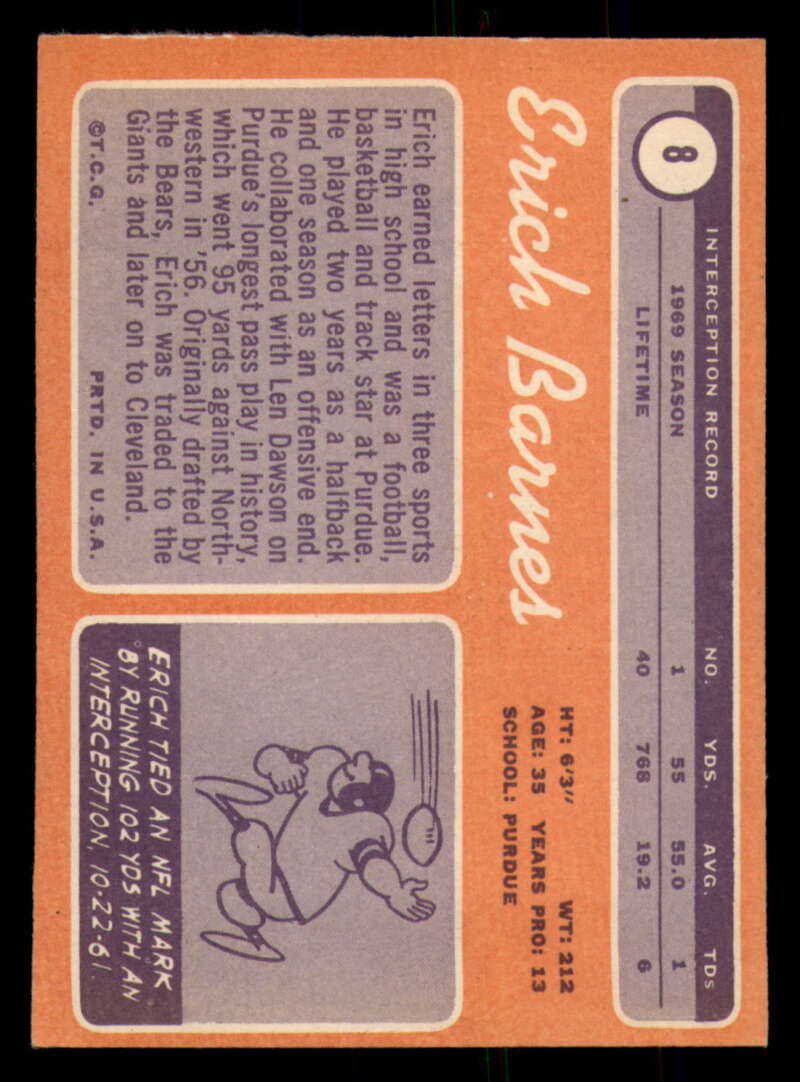 8
INTERCEPTION RECORD NO. YDS. AVG. TDS
1969 SEASON 1 55 55.0 1
LIFETIME 40 768 19.2 6
Erich Barnes
HT: 6'3" WT: 212
AGE: 35 YEARS PRO: 13
SCHOOL: PURDUE
Erich earned letters in three sports
in high school and was a football,
basketball and track star at Purdue.
He played two years as a halfback
and one season as an offensive end.
He collaborated with Len Dawson on
Purdue's longest pass play in history,
which went 95 yards against North-
western in '56. Originally drafted by
the Bears, Erich was traded to the
Giants and later on to Cleveland.
©T.C.G. PRTD. IN U.S.A.
ERICH TIED AN NFL MARK
BY RUNNING 102 YDS WITH AN
INTERCEPTION, 10-22-61